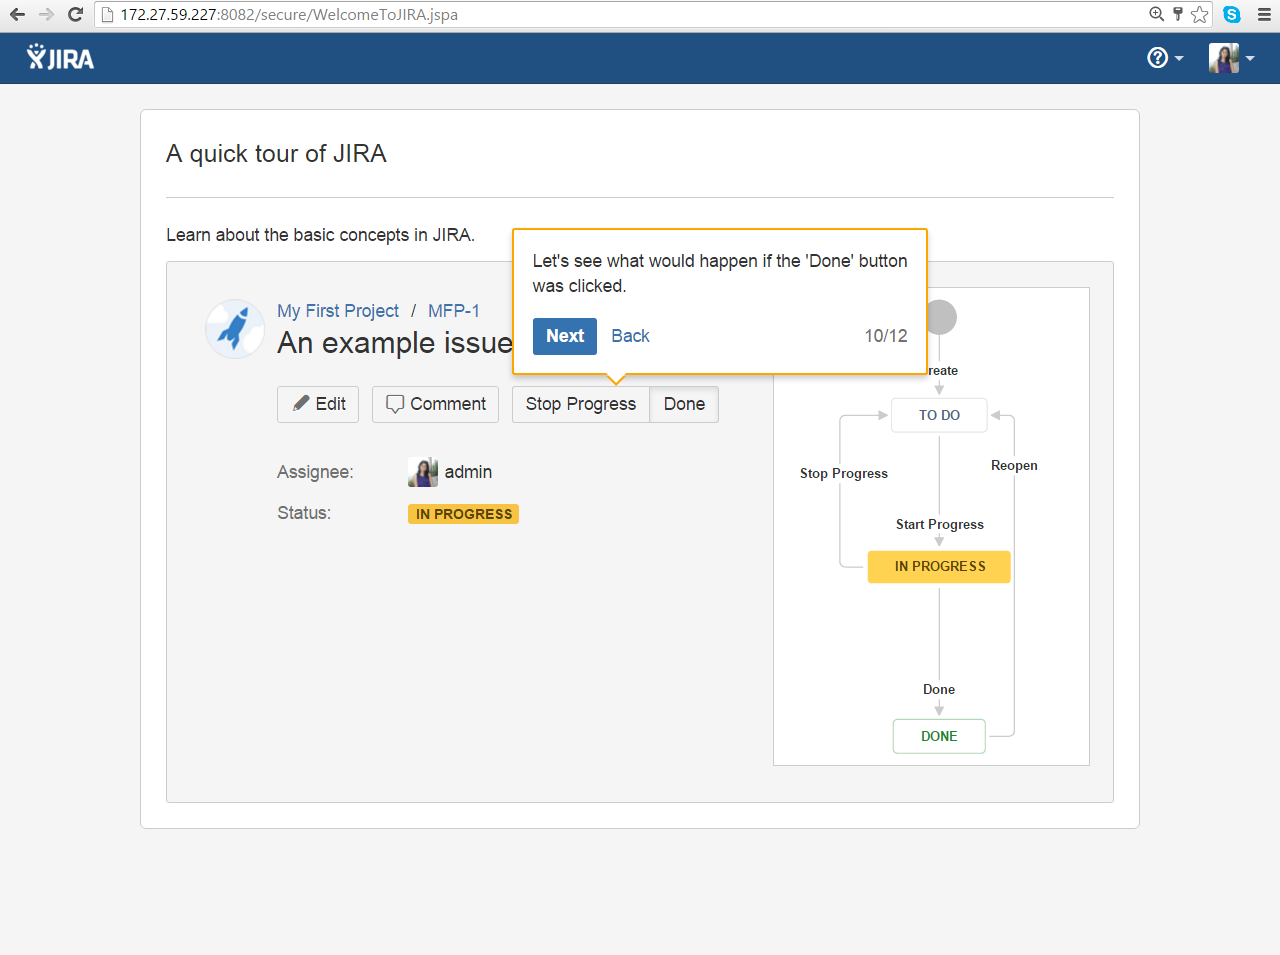 172.27.59.227:8082/secure/WelcomeToJIRA.jspa
JIRA
A quick tour of JIRA
Learn about the basic concepts in JIRA.
Let's see what would happen if the 'Done' button
was clicked.
Next Back 10/12
My First Project / MFP-1
An example issue
Edit Comment Stop Progress Done
Assignee: admin
Status: IN PROGRESS
TO DO
Reopen
Stop Progress
Start Progress
IN PROGRESS
Done
DONE